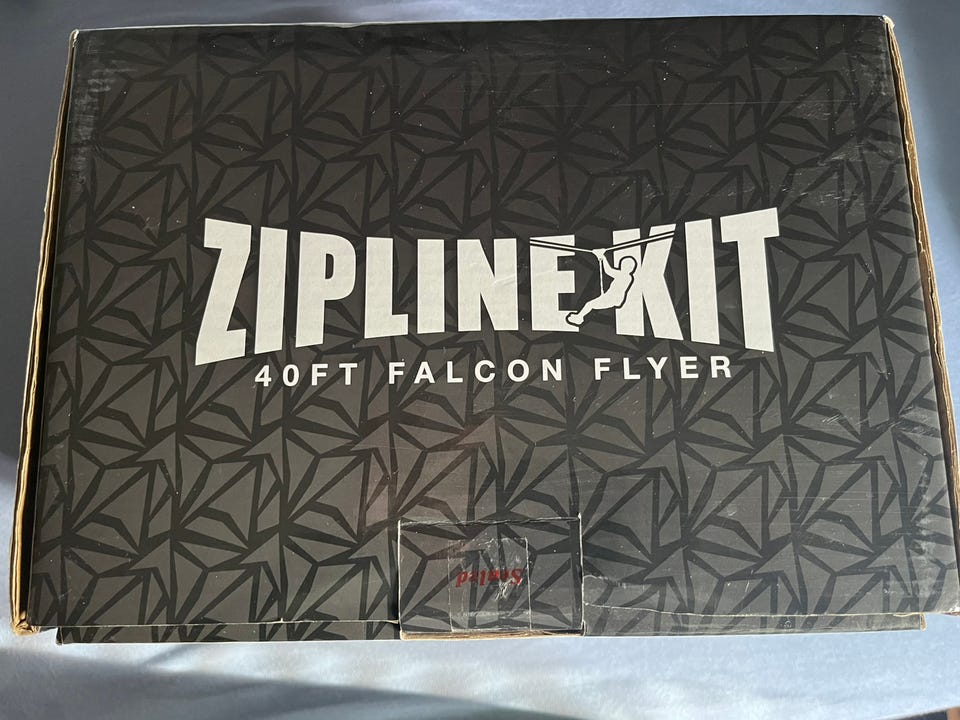 ZIPLINE KIT
40FT FALCON FLYER
Sealed